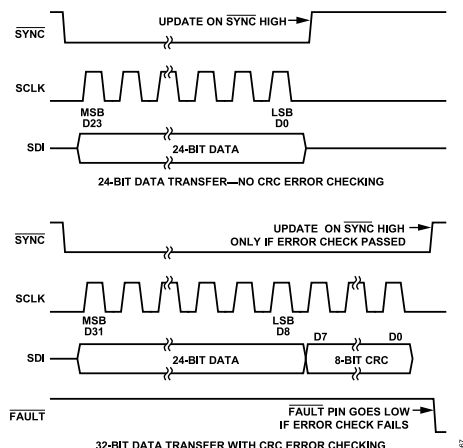 UPDATE ON SYNC HIGH
SYNC
SCLK
MSB
D23
LSB
D0
SDI
24-BIT DATA
24-BIT DATA TRANSFER—NO CRC ERROR CHECKING
UPDATE ON SYNC HIGH
ONLY IF ERROR CHECK PASSED
SYNC
SCLK
MSB
D31
LSB
D8
D7
D0
SDI
24-BIT DATA
8-BIT CRC
FAULT
FAULT PIN GOES LOW
IF ERROR CHECK FAILS
32-BIT DATA TRANSFER WITH CRC ERROR CHECKING